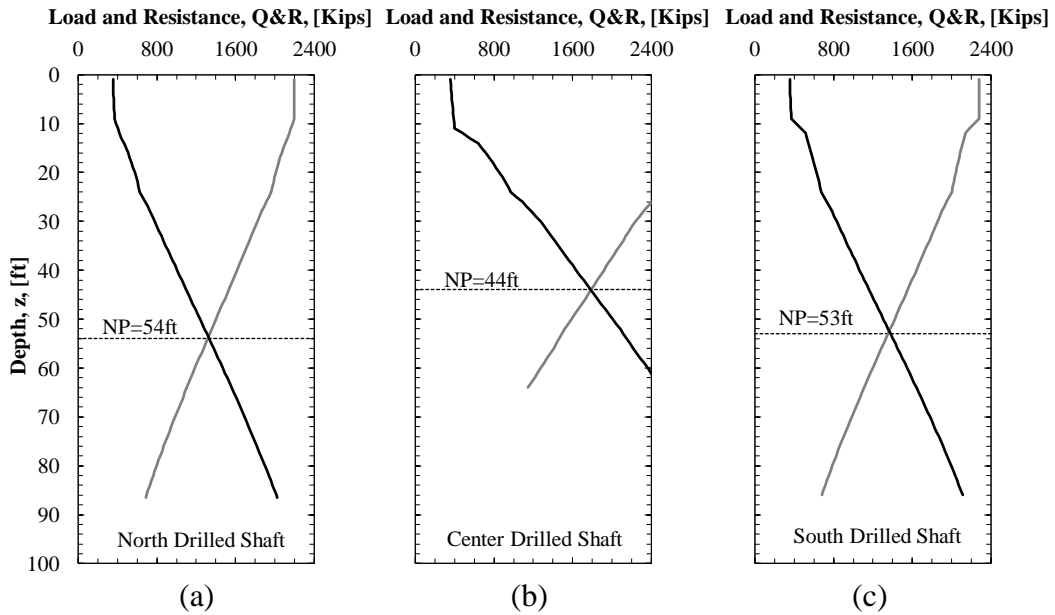 Load and Resistance, Q&R, [Kips]
0 800 1600 2400
Depth, z, [ft]
0
10
20
30
40
50
60
70
80
90
100
NP=54ft
North Drilled Shaft
(a)
Load and Resistance, Q&R, [Kips]
0 800 1600 2400
NP=44ft
Center Drilled Shaft
(b)
Load and Resistance, Q&R, [Kips]
0 800 1600 2400
NP=53ft
South Drilled Shaft
(c)